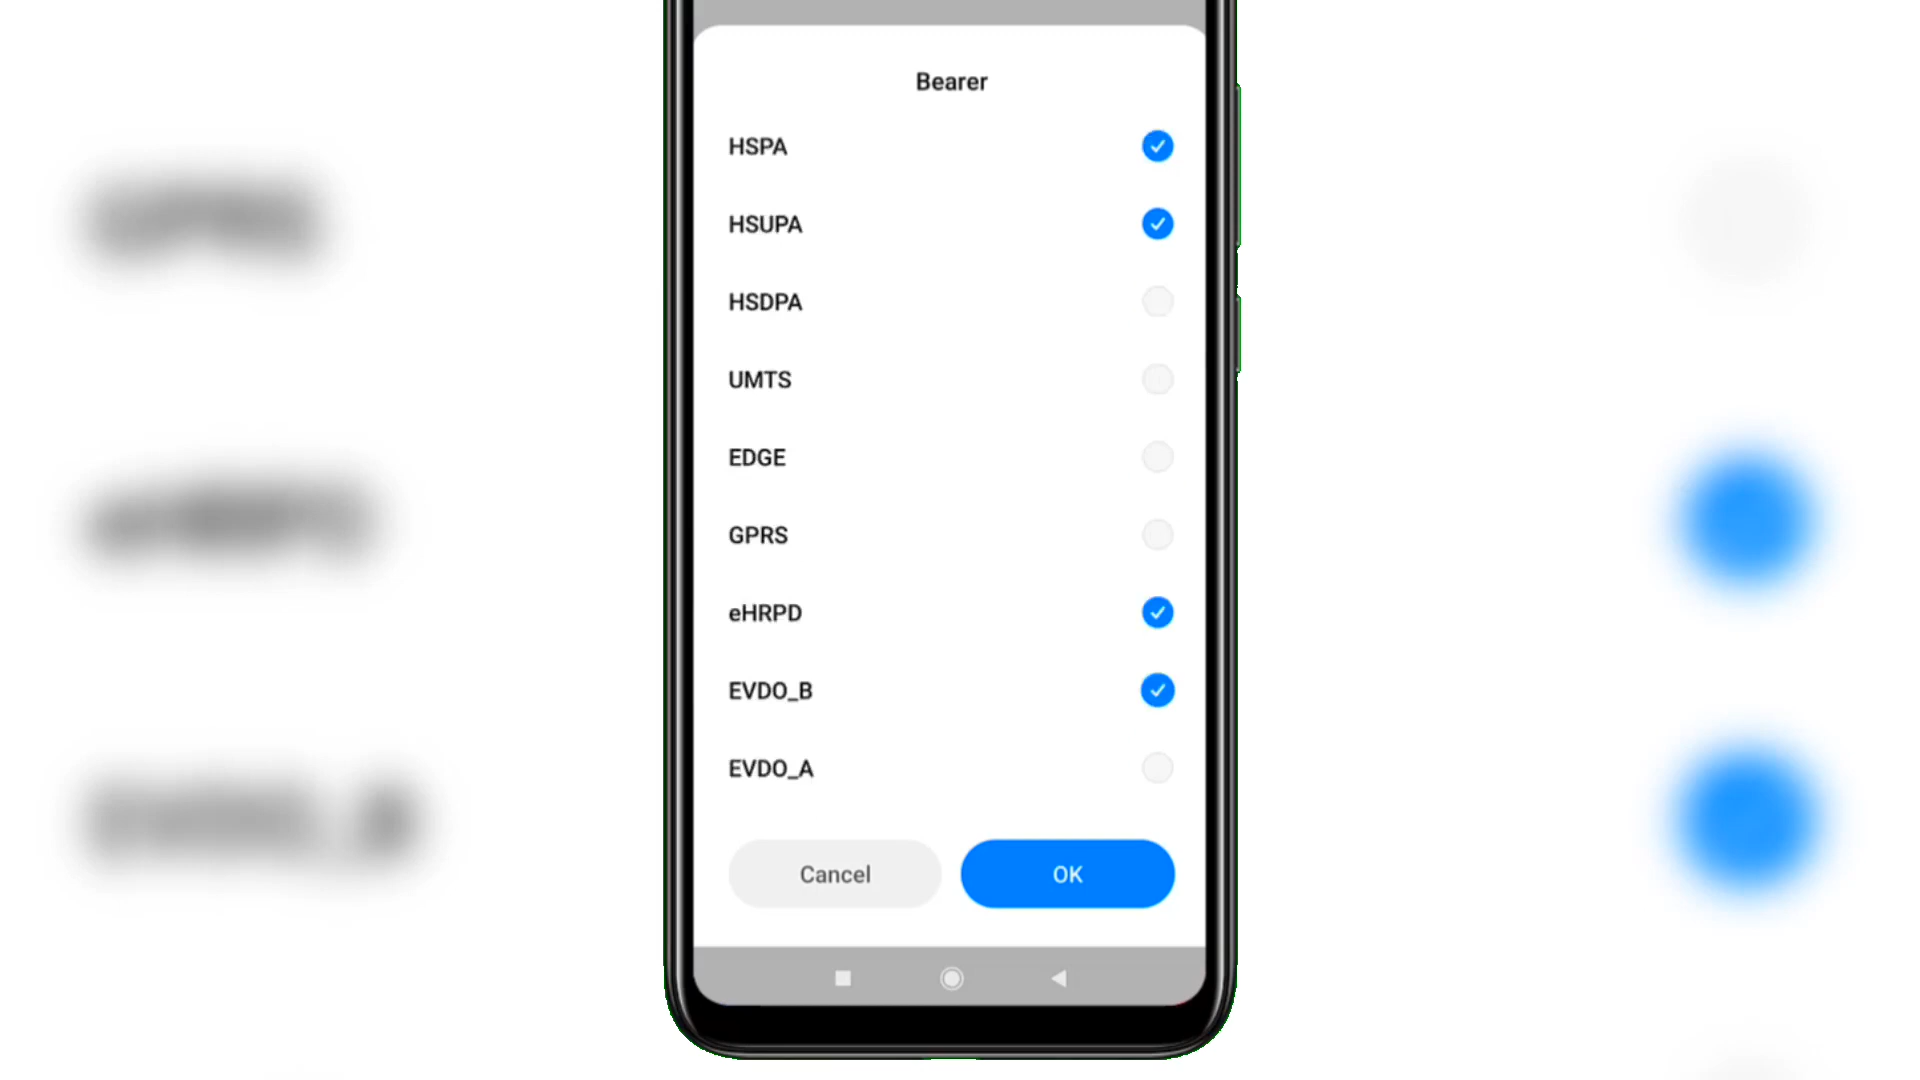 Bearer
HSPA
HSUPA
HSDPA
UMTS
EDGE
GPRS
eHRPD
EVDO_B
EVDO_A
Cancel
OK